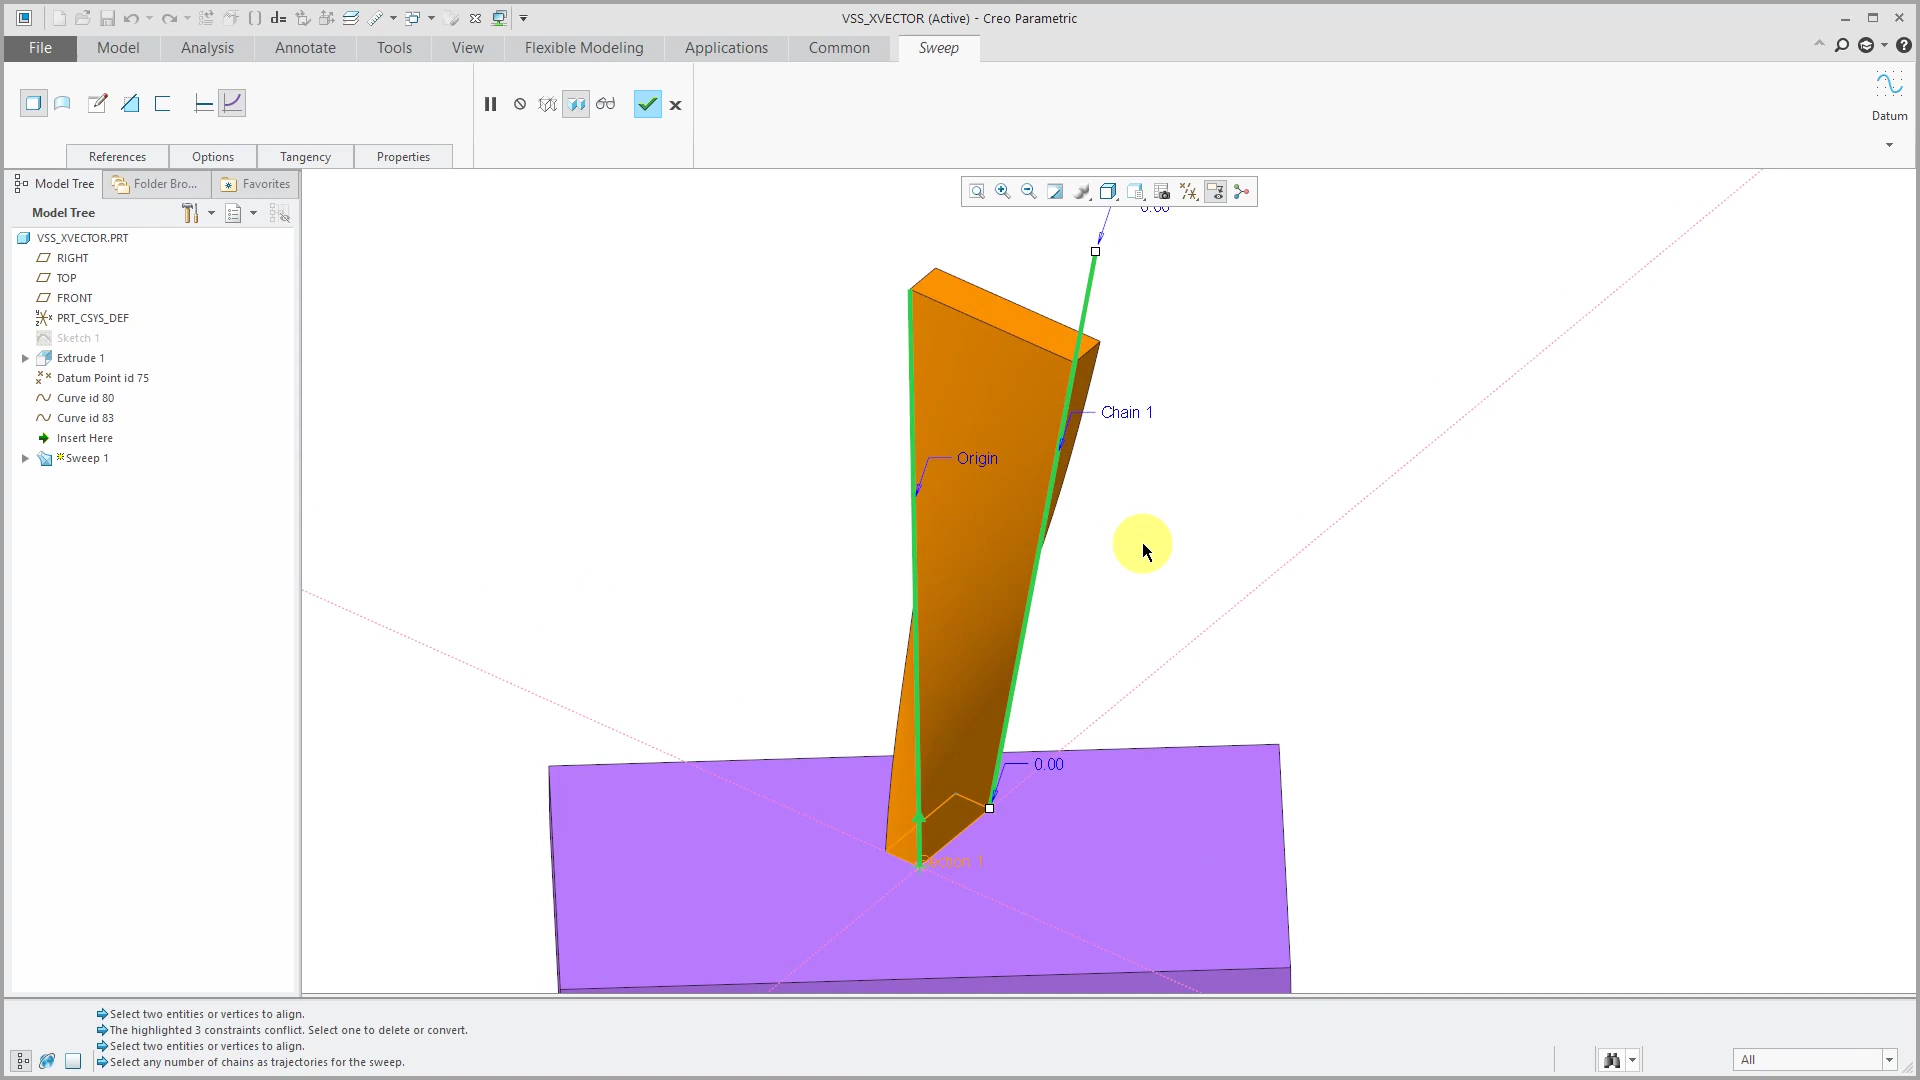 VSS_XVECTOR (Active) - Creo Parametric
File Model Analysis Annotate Tools View Flexible Modeling Applications Common Sweep
Datum
References Options Tangency Properties
Model Tree Folder Bro... Favorites
Model Tree
VSS_XVECTOR.PRT
RIGHT
TOP
FRONT
PRT_CSYS_DEF
Sketch 1
Extrude 1
Datum Point id 75
Curve id 80
Curve id 83
Insert Here
Sweep 1
0.00
Chain 1
Origin
0.00
Section 1
Select two entities or vertices to align.
The highlighted 3 constraints conflict. Select one to delete or convert.
Select two entities or vertices to align.
Select any number of chains as trajectories for the sweep.
All